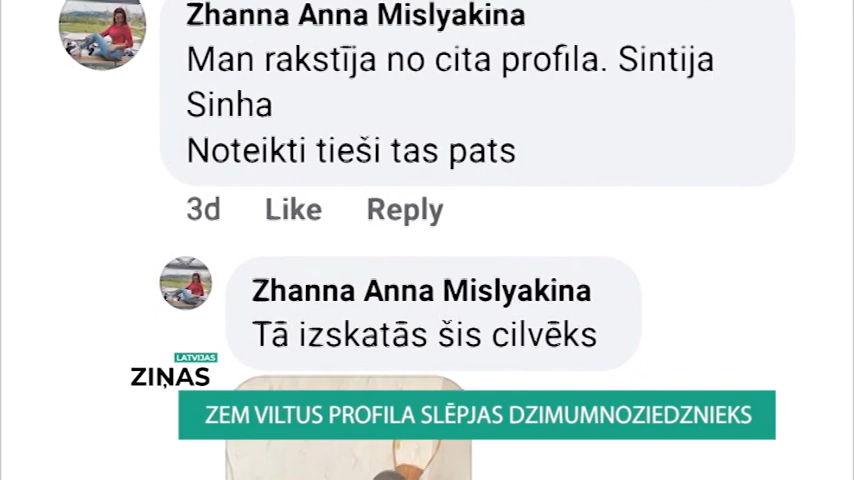 Zhanna Anna Mislyakina
Man rakstīja no cita profila. Sintija
Sinha
Noteikti tieši tas pats
3d Like Reply
Zhanna Anna Mislyakina
Tā izskatās šis cilvēks
LATVIJAS
ZIŅAS
ZEM VILTUS PROFILA SLĒPJAS DZIMUMNOZIEDZNIEKS